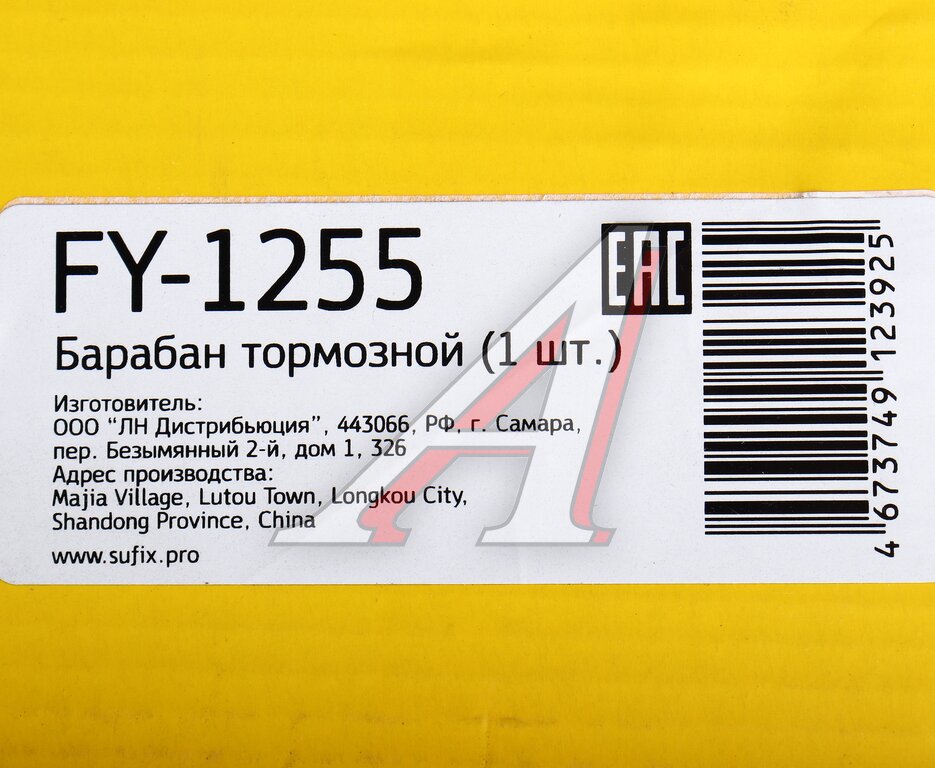 FY-1255
Барабан тормозной (1 шт.)
Изготовитель:
ООО “ЛН Дистрибьюция”, 443066, РФ, г. Самара,
пер. Безымянный 2-й, дом 1, 326
Адрес производства:
Majia Village, Lutou Town, Longkou City,
Shandong Province, China
www.sufix.pro
EAC
4 673749 123925